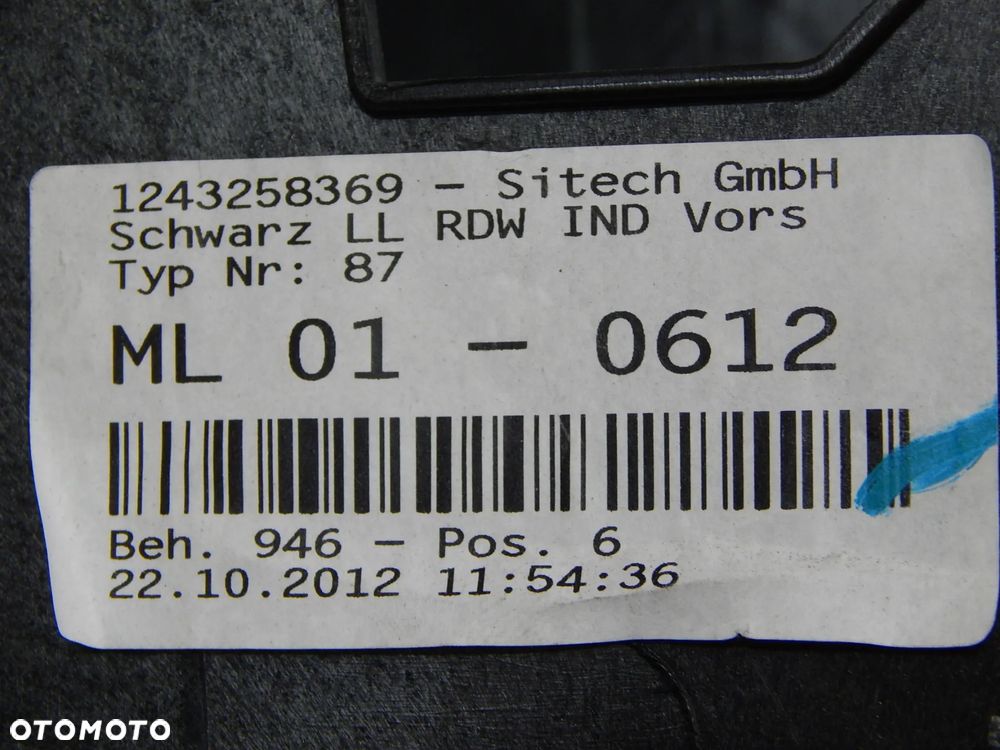 1243258369 - Sitech GmbH
Schwarz LL RDW IND Vors
Typ Nr: 87
ML 01 - 0612
Beh. 946 - Pos. 6
22.10.2012 11:54:36
OTOMOTO